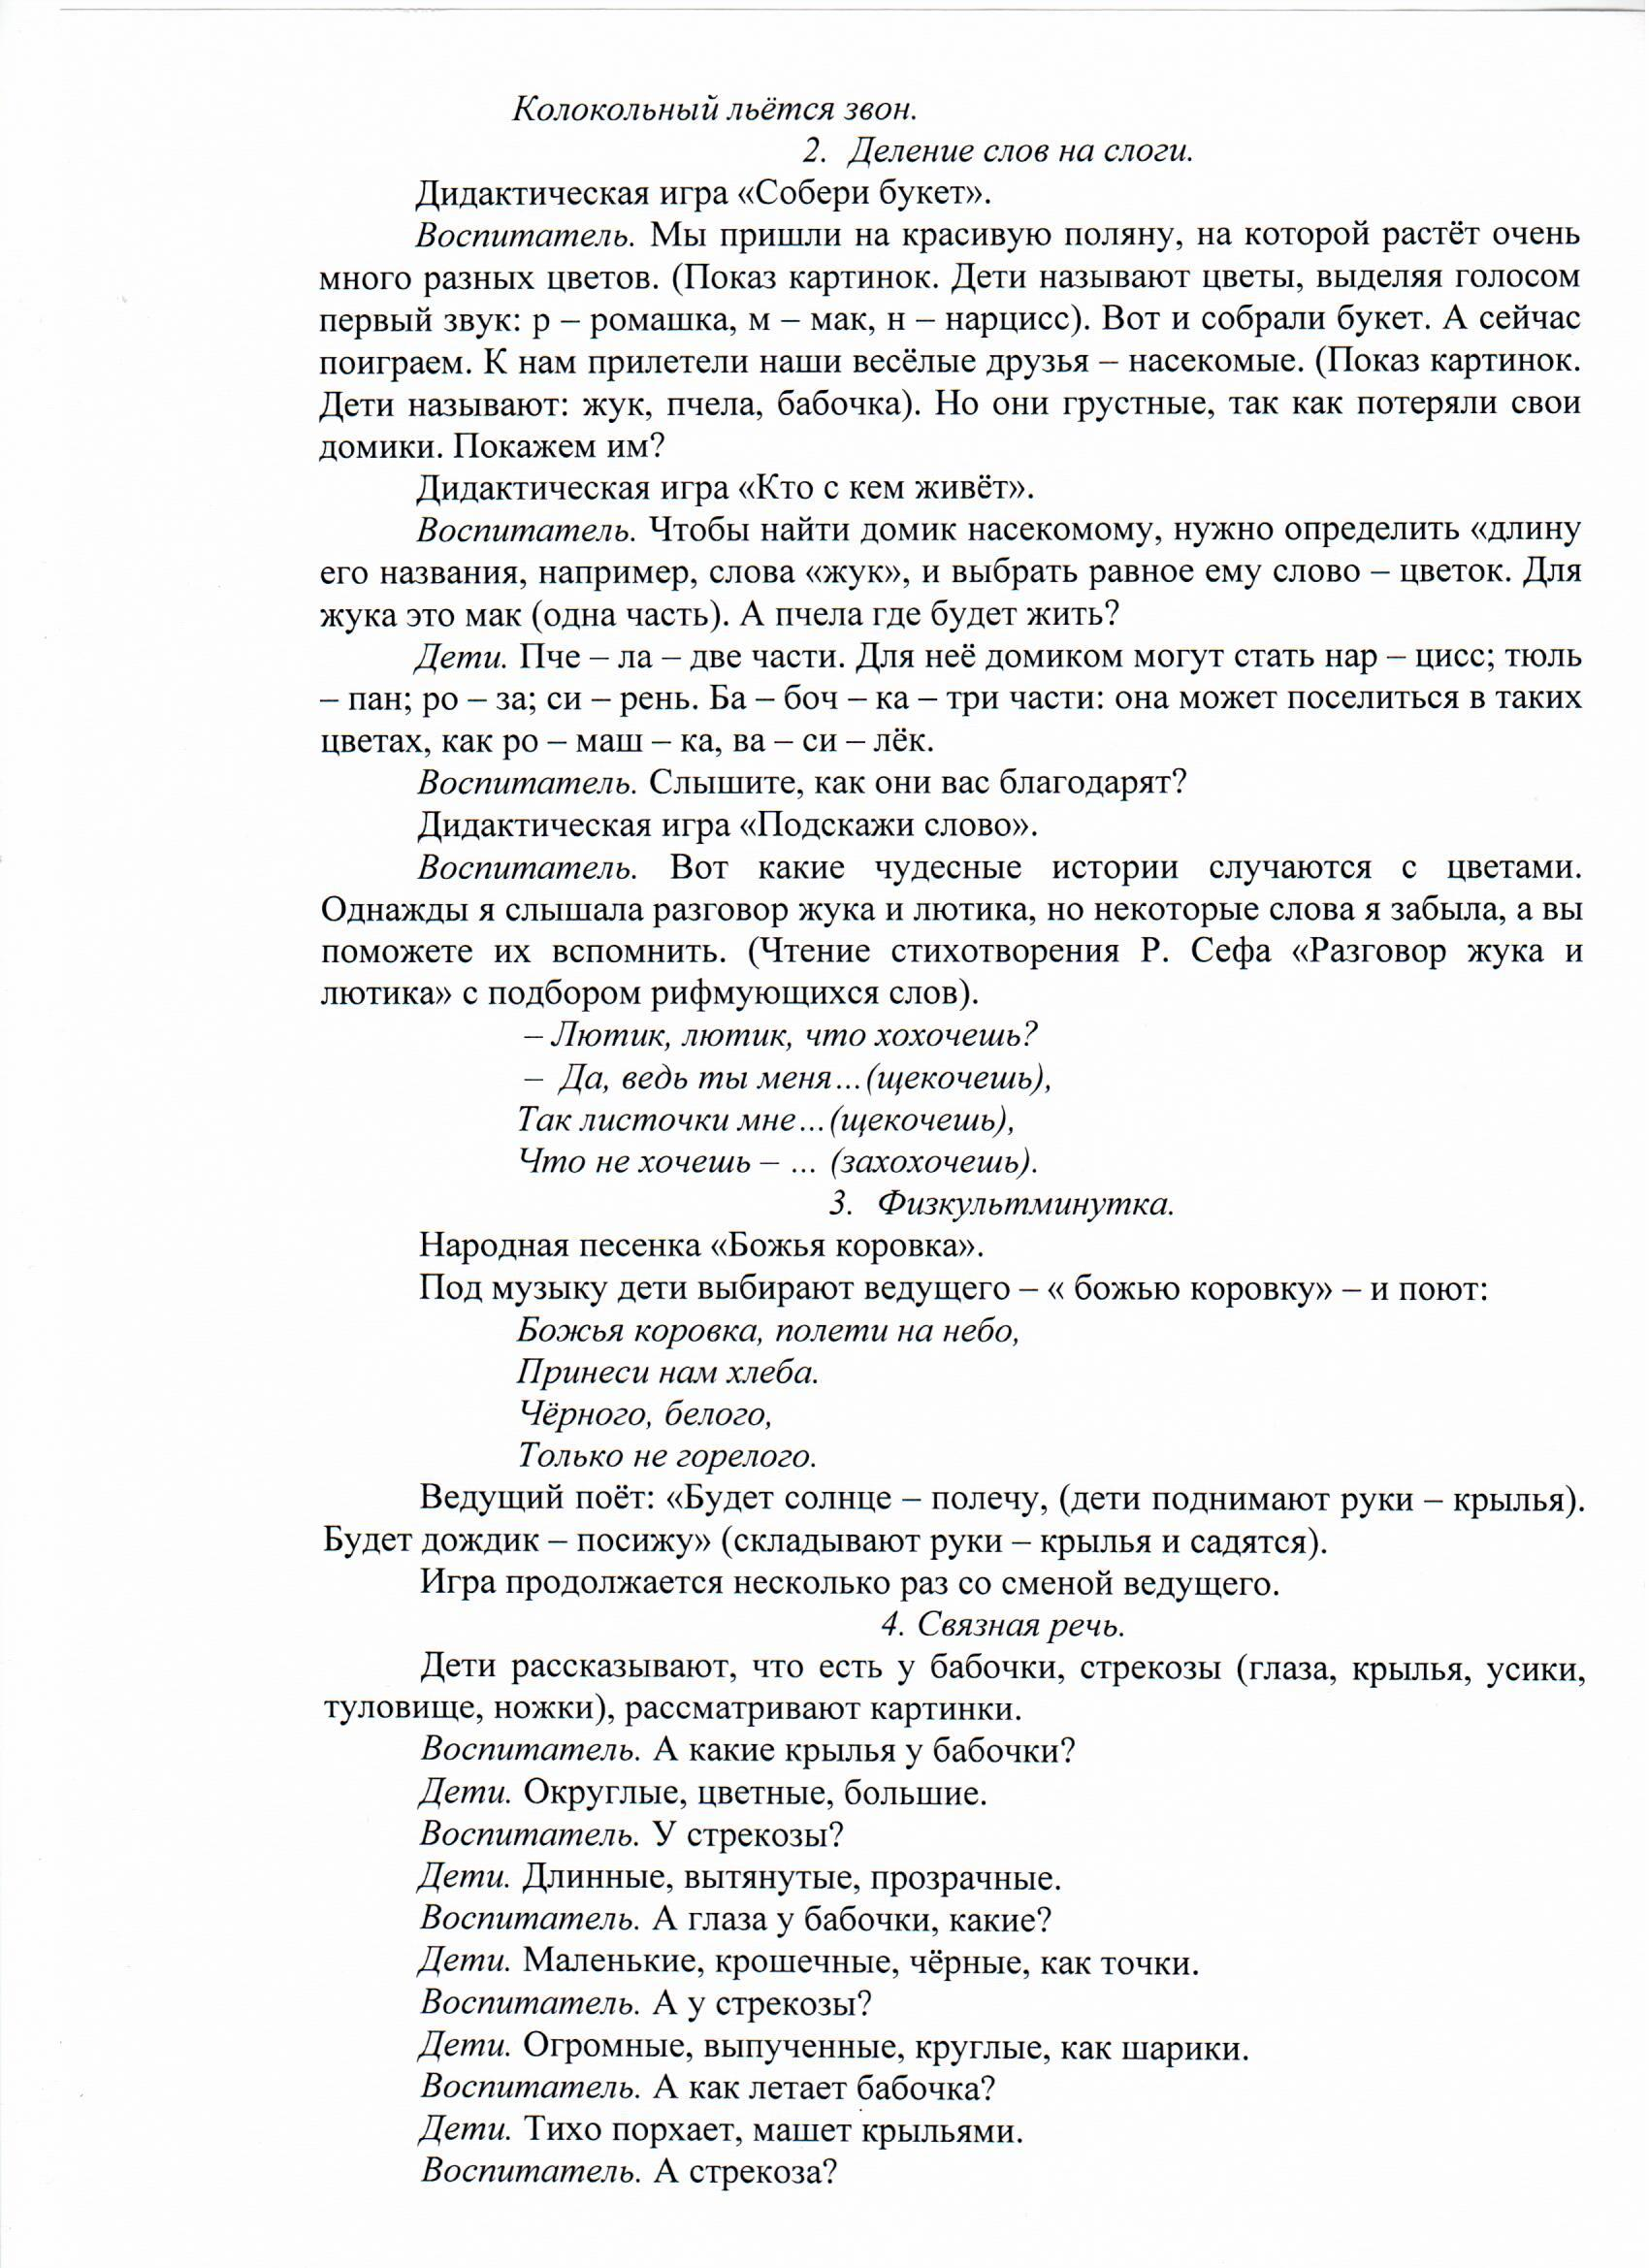 Колокольный льётся звон.
2. Деление слов на слоги.
Дидактическая игра «Собери букет».
Воспитатель. Мы пришли на красивую поляну, на которой растёт очень
много разных цветов. (Показ картинок. Дети называют цветы, выделяя голосом
первый звук: р – ромашка, м – мак, н – нарцисс). Вот и собрали букет. А сейчас
поиграем. К нам прилетели наши весёлые друзья – насекомые. (Показ картинок.
Дети называют: жук, пчела, бабочка). Но они грустные, так как потеряли свои
домики. Покажем им?
Дидактическая игра «Кто с кем живёт».
Воспитатель. Чтобы найти домик насекомому, нужно определить «длину
его названия, например, слова «жук», и выбрать равное ему слово – цветок. Для
жука это мак (одна часть). А пчела где будет жить?
Дети. Пче – ла – две части. Для неё домиком могут стать нар – цисс; тюль
– пан; ро – за; си – рень. Ба – боч – ка – три части: она может поселиться в таких
цветах, как ро – маш – ка, ва – си – лёк.
Воспитатель. Слышите, как они вас благодарят?
Дидактическая игра «Подскажи слово».
Воспитатель. Вот какие чудесные истории случаются с цветами.
Однажды я слышала разговор жука и лютика, но некоторые слова я забыла, а вы
поможете их вспомнить. (Чтение стихотворения Р. Сефа «Разговор жука и
лютика» с подбором рифмующихся слов).
– Лютик, лютик, что хохочешь?
– Да, ведь ты меня…(щекочешь),
Так листочки мне…(щекочешь),
Что не хочешь – … (захохочешь).
3. Физкультминутка.
Народная песенка «Божья коровка».
Под музыку дети выбирают ведущего – « божью коровку» – и поют:
Божья коровка, полети на небо,
Принеси нам хлеба.
Чёрного, белого,
Только не горелого.
Ведущий поёт: «Будет солнце – полечу, (дети поднимают руки – крылья).
Будет дождик – посижу» (складывают руки – крылья и садятся).
Игра продолжается несколько раз со сменой ведущего.
4. Связная речь.
Дети рассказывают, что есть у бабочки, стрекозы (глаза, крылья, усики,
туловище, ножки), рассматривают картинки.
Воспитатель. А какие крылья у бабочки?
Дети. Округлые, цветные, большие.
Воспитатель. У стрекозы?
Дети. Длинные, вытянутые, прозрачные.
Воспитатель. А глаза у бабочки, какие?
Дети. Маленькие, крошечные, чёрные, как точки.
Воспитатель. А у стрекозы?
Дети. Огромные, выпученные, круглые, как шарики.
Воспитатель. А как летает бабочка?
Дети. Тихо порхает, машет крыльями.
Воспитатель. А стрекоза?